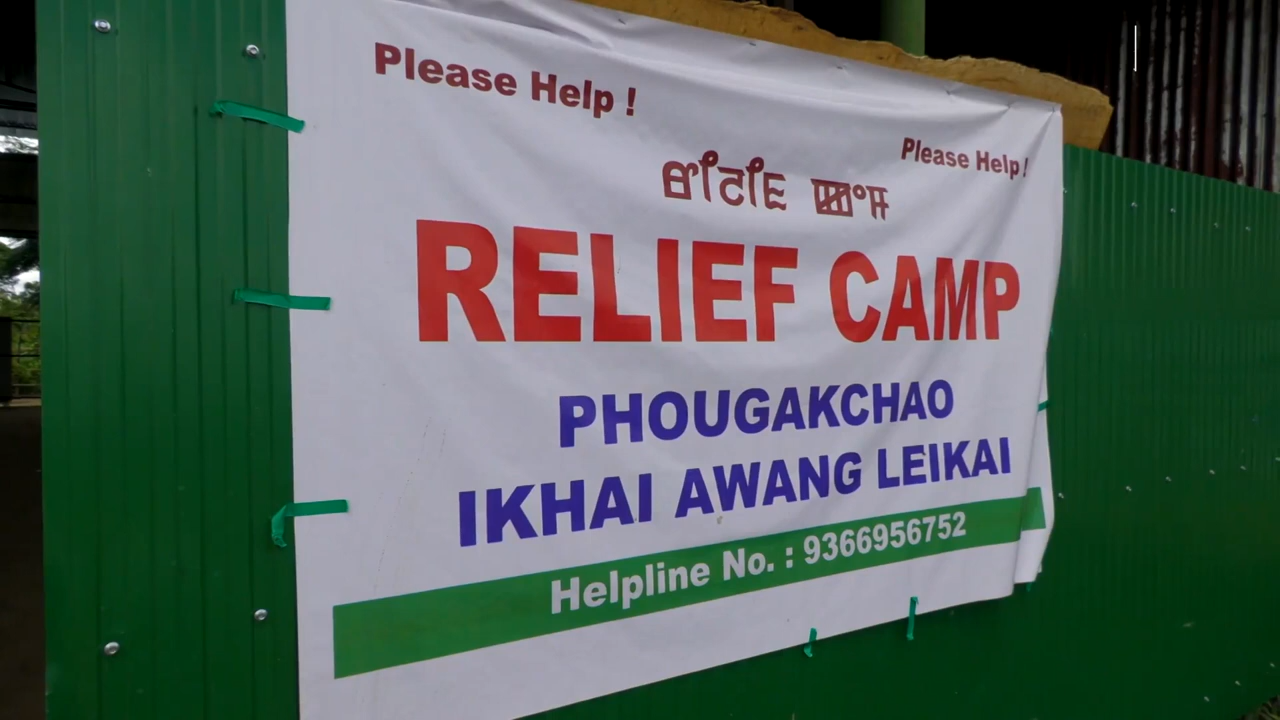 Please Help !
Please Help !
RELIEF CAMP
PHOUGAKCHAO
IKHAI AWANG LEIKAI
Helpline No. : 9366956752